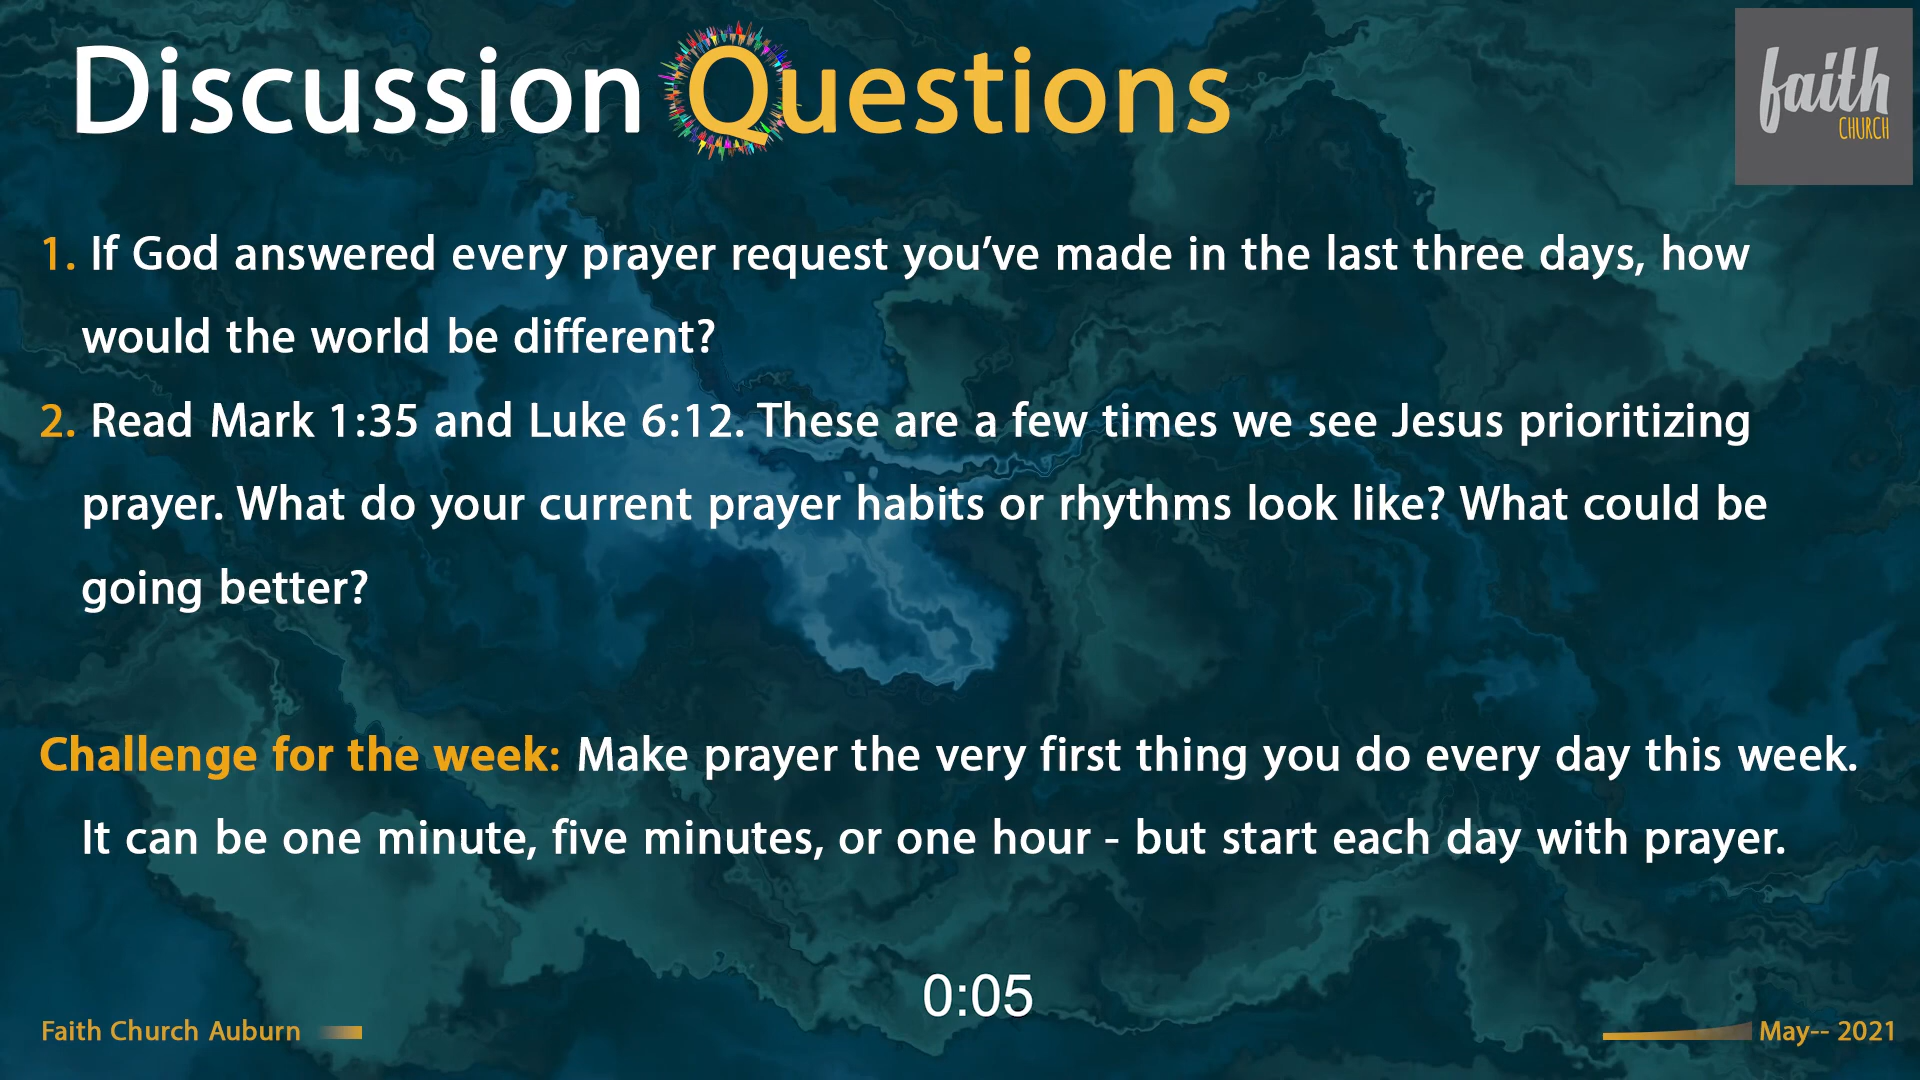 Discussion Questions
faith
CHURCH
1. If God answered every prayer request you’ve made in the last three days, how
would the world be different?
2. Read Mark 1:35 and Luke 6:12. These are a few times we see Jesus prioritizing
prayer. What do your current prayer habits or rhythms look like? What could be
going better?
Challenge for the week: Make prayer the very first thing you do every day this week.
It can be one minute, five minutes, or one hour - but start each day with prayer.
0:05
Faith Church Auburn
May-- 2021